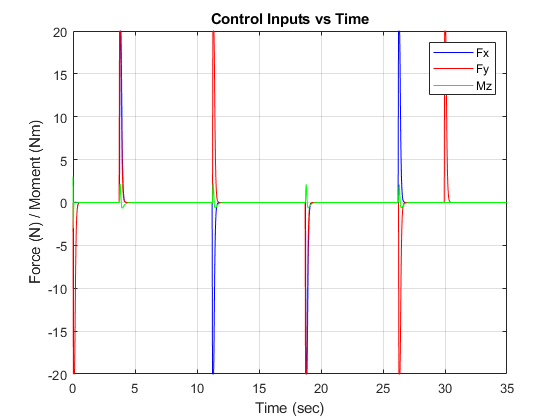 Control Inputs vs Time
Force (N) / Moment (Nm)
20
15
10
5
0
-5
-10
-15
-20
Fx
Fy
Mz
0
5
10
15
20
25
30
35
Time (sec)